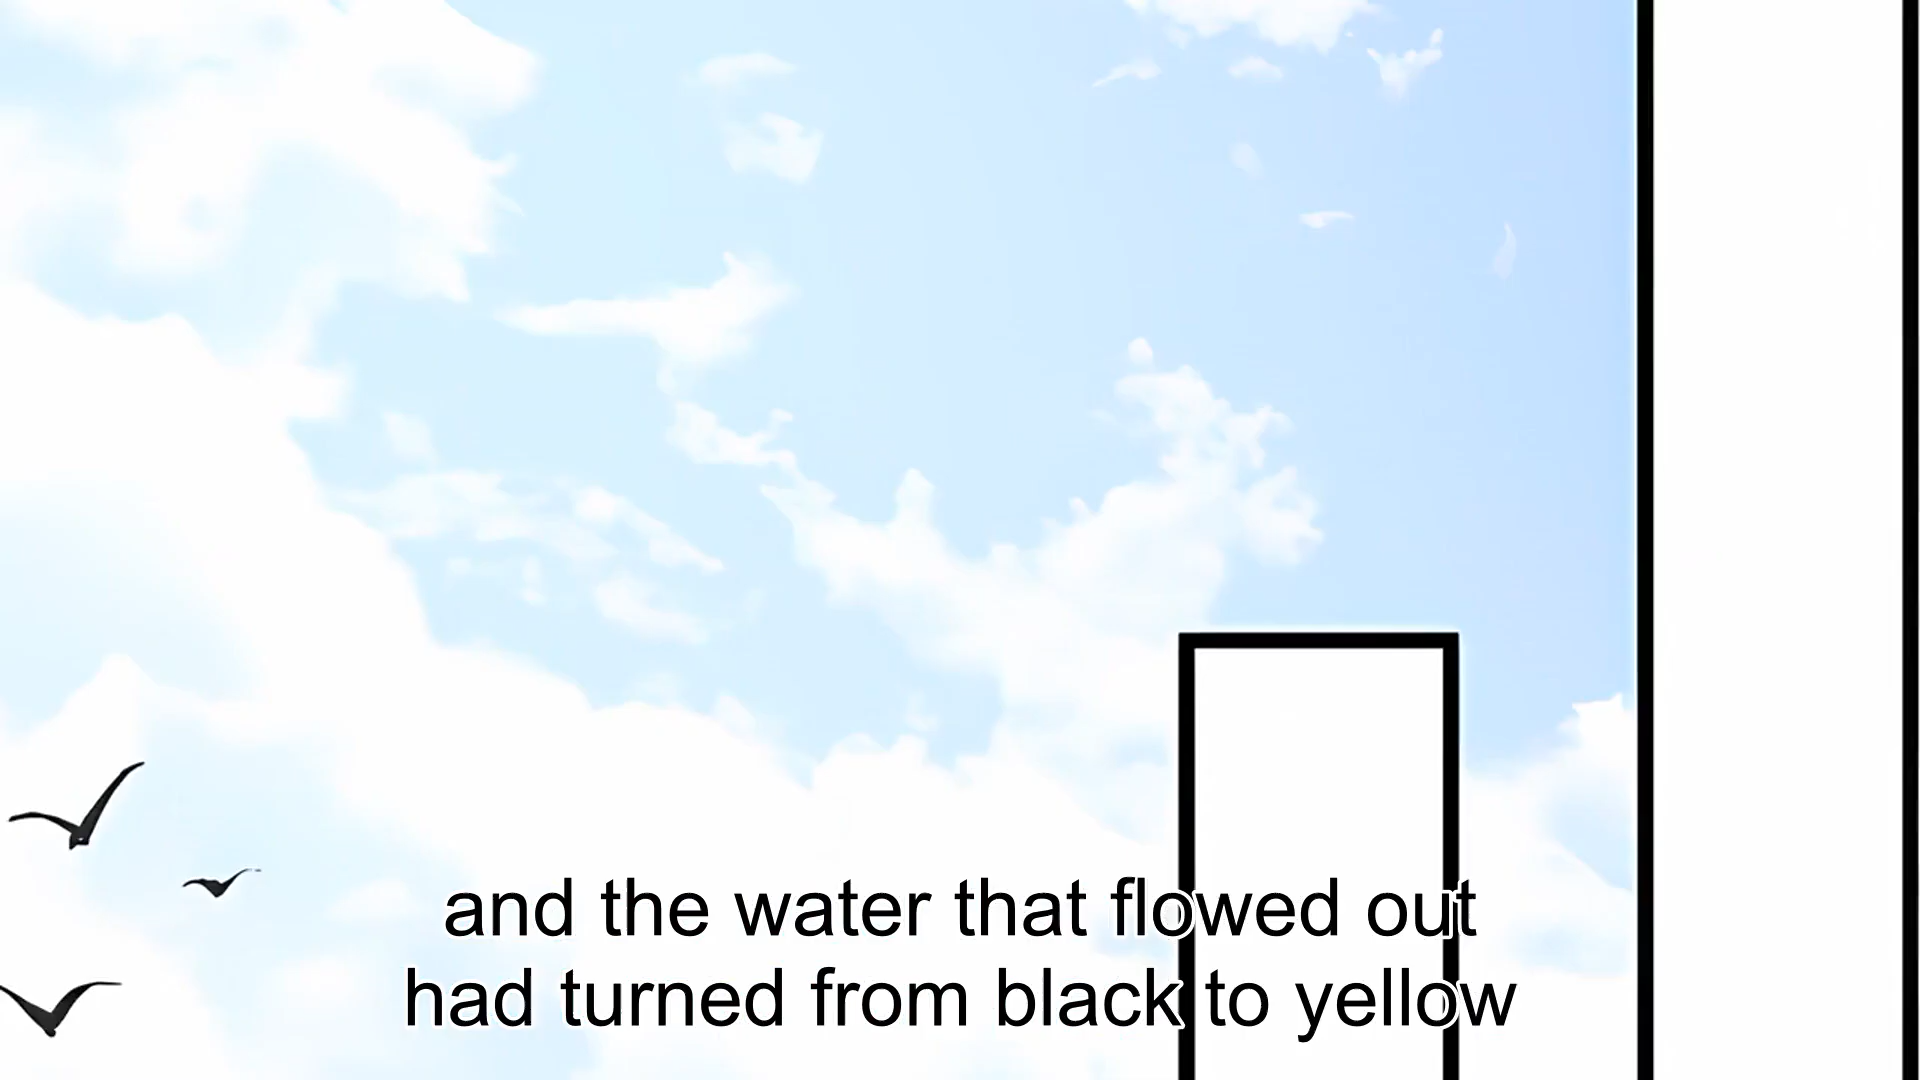 and the water that flowed out
had turned from black to yellow